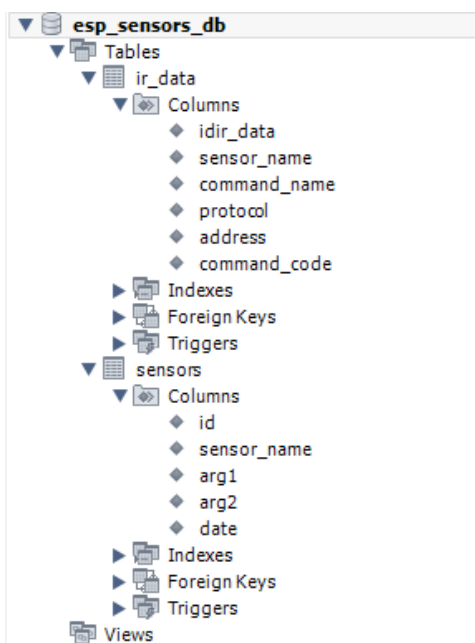 esp_sensors_db
Tables
ir_data
Columns
idir_data
sensor_name
command_name
protocol
address
command_code
Indexes
Foreign Keys
Triggers
sensors
Columns
id
sensor_name
arg1
arg2
date
Indexes
Foreign Keys
Triggers
Views